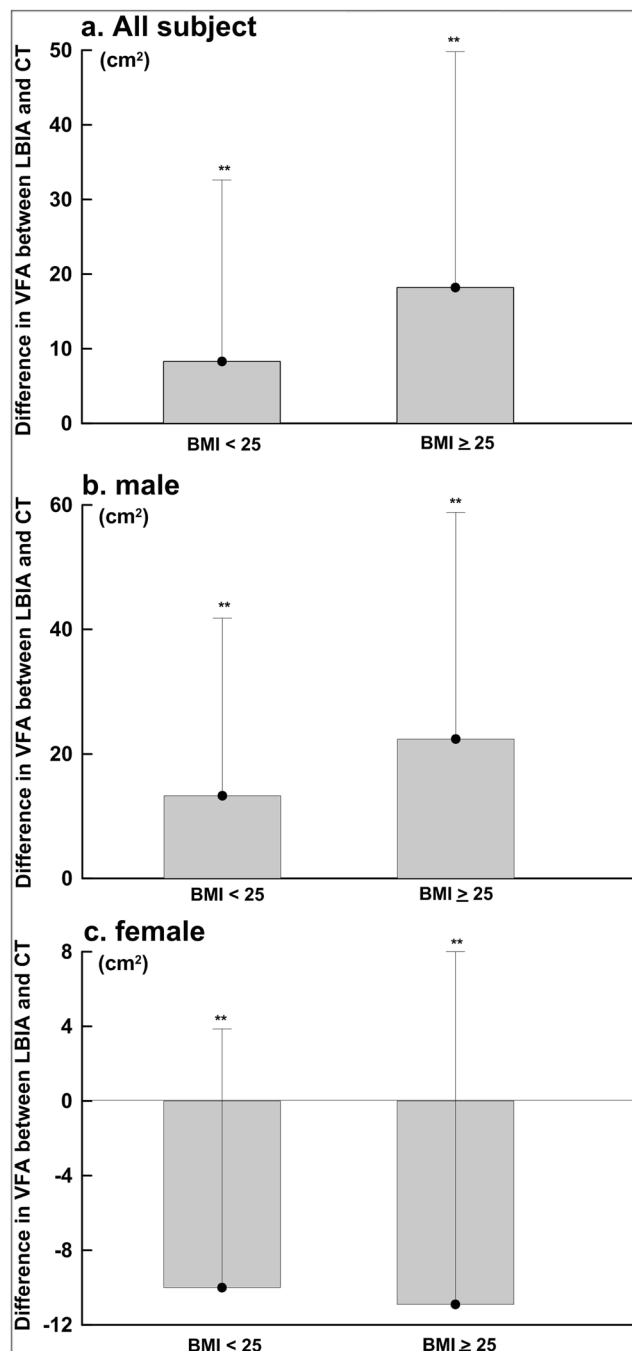 a. All subject
(cm²)
Difference in VFA between LBIA and CT
50
40
30
20
10
0
**
**
BMI < 25
BMI ≥ 25
b. male
(cm²)
Difference in VFA between LBIA and CT
60
40
20
0
**
**
BMI < 25
BMI ≥ 25
c. female
(cm²)
Difference in VFA between LBIA and CT
8
4
0
-4
-8
-12
**
**
BMI < 25
BMI ≥ 25